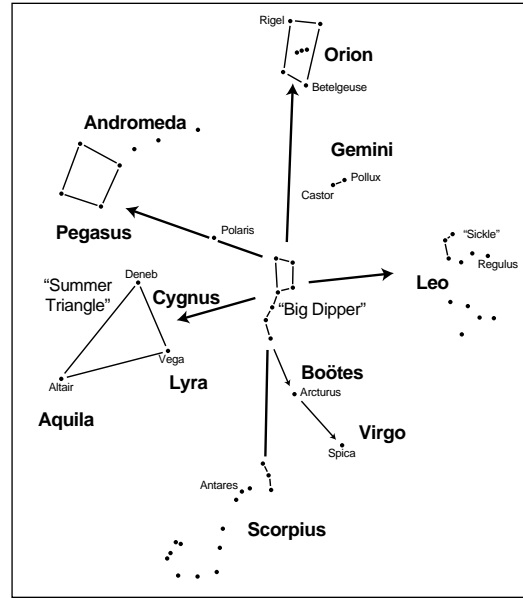 Rigel
Orion
Betelgeuse
Andromeda
Gemini
Pollux
Castor
Polaris
Pegasus
"Sickle"
Regulus
Leo
Deneb
"Summer
Triangle"
Cygnus
"Big Dipper"
Vega
Lyra
Altair
Aquila
Boötes
Arcturus
Virgo
Spica
Antares
Scorpius